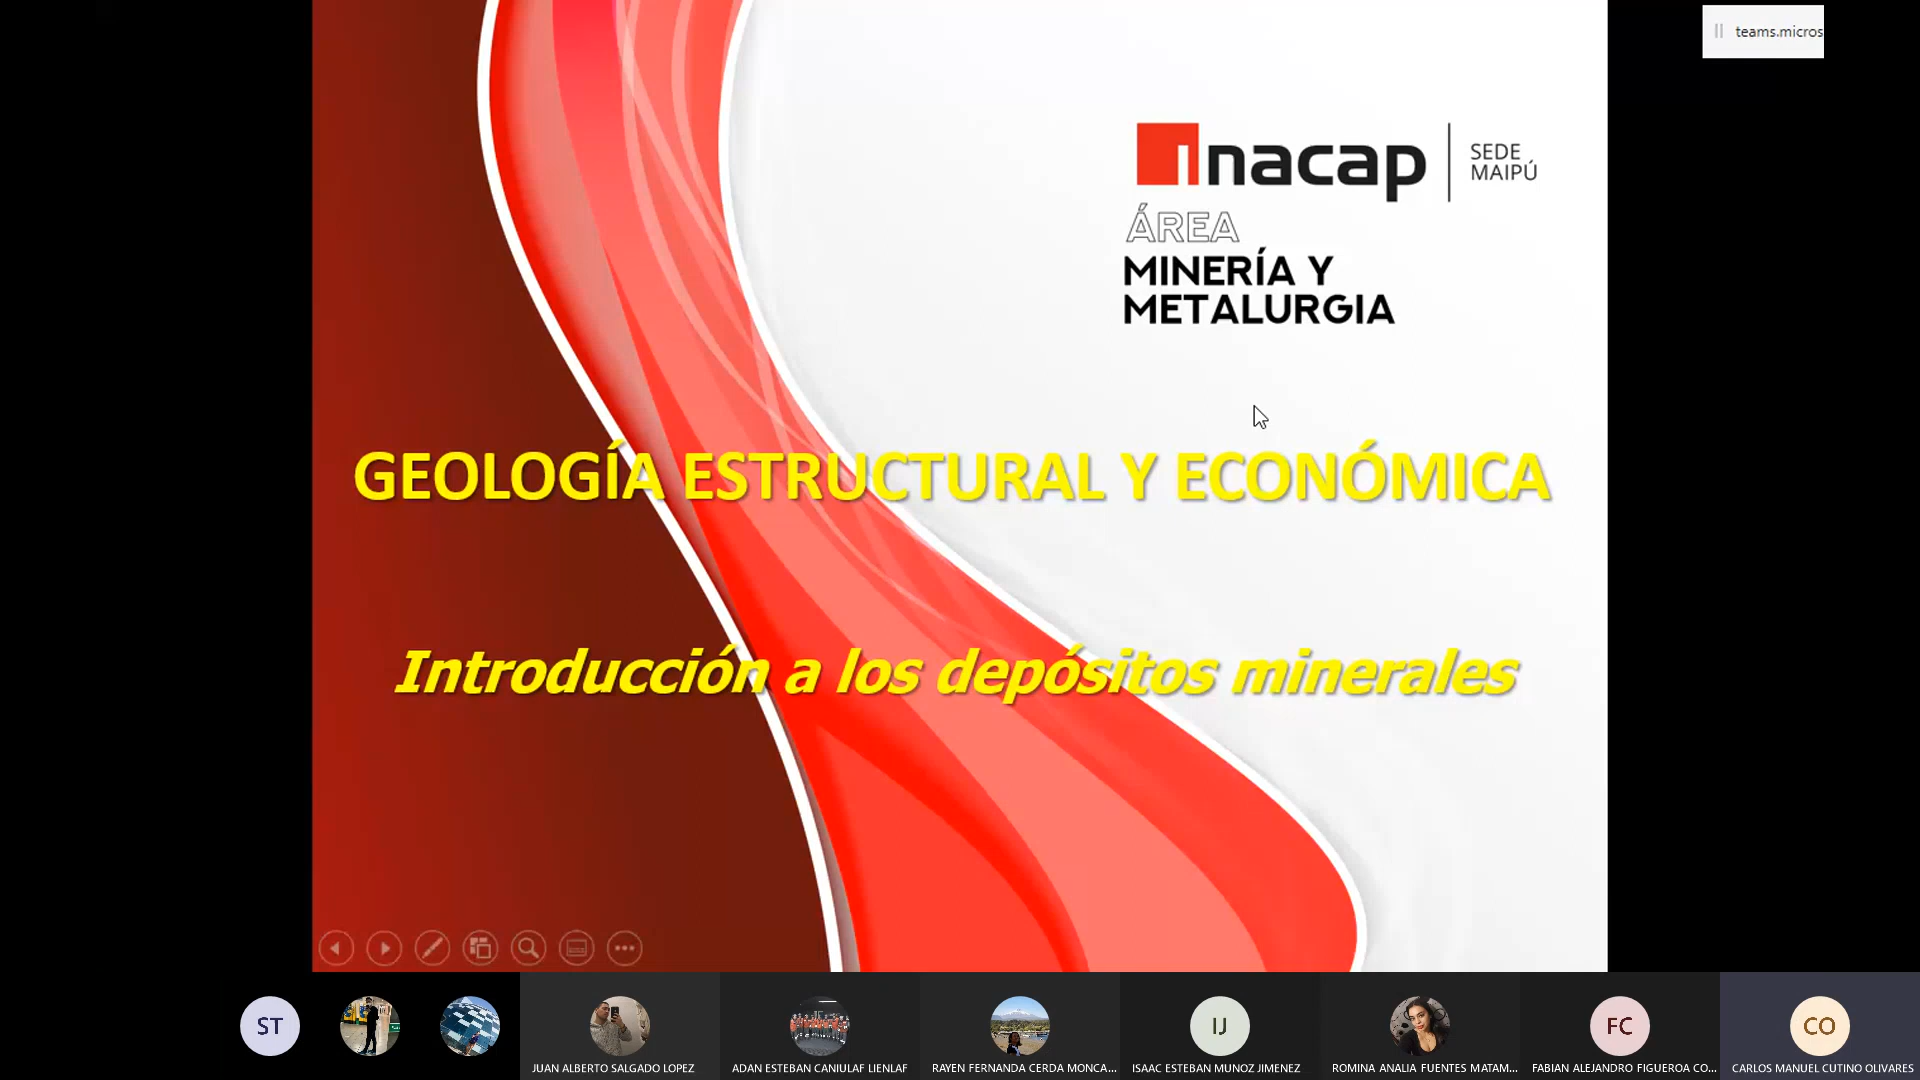 teams.micros
inacap
SEDE
MAIPÚ
ÁREA
MINERÍA Y
METALURGIA
GEOLOGÍA ESTRUCTURAL Y ECONÓMICA
Introducción a los depósitos minerales
ST
IJ
FC
CO
JUAN ALBERTO SALGADO LOPEZ
ADAN ESTEBAN CANIULAF LIENLAF
RAYEN FERNANDA CERDA MONCA...
ISAAC ESTEBAN MUNOZ JIMENEZ
ROMINA ANALIA FUENTES MATAM...
FABIAN ALEJANDRO FIGUEROA CO...
CARLOS MANUEL CUTINO OLIVARES